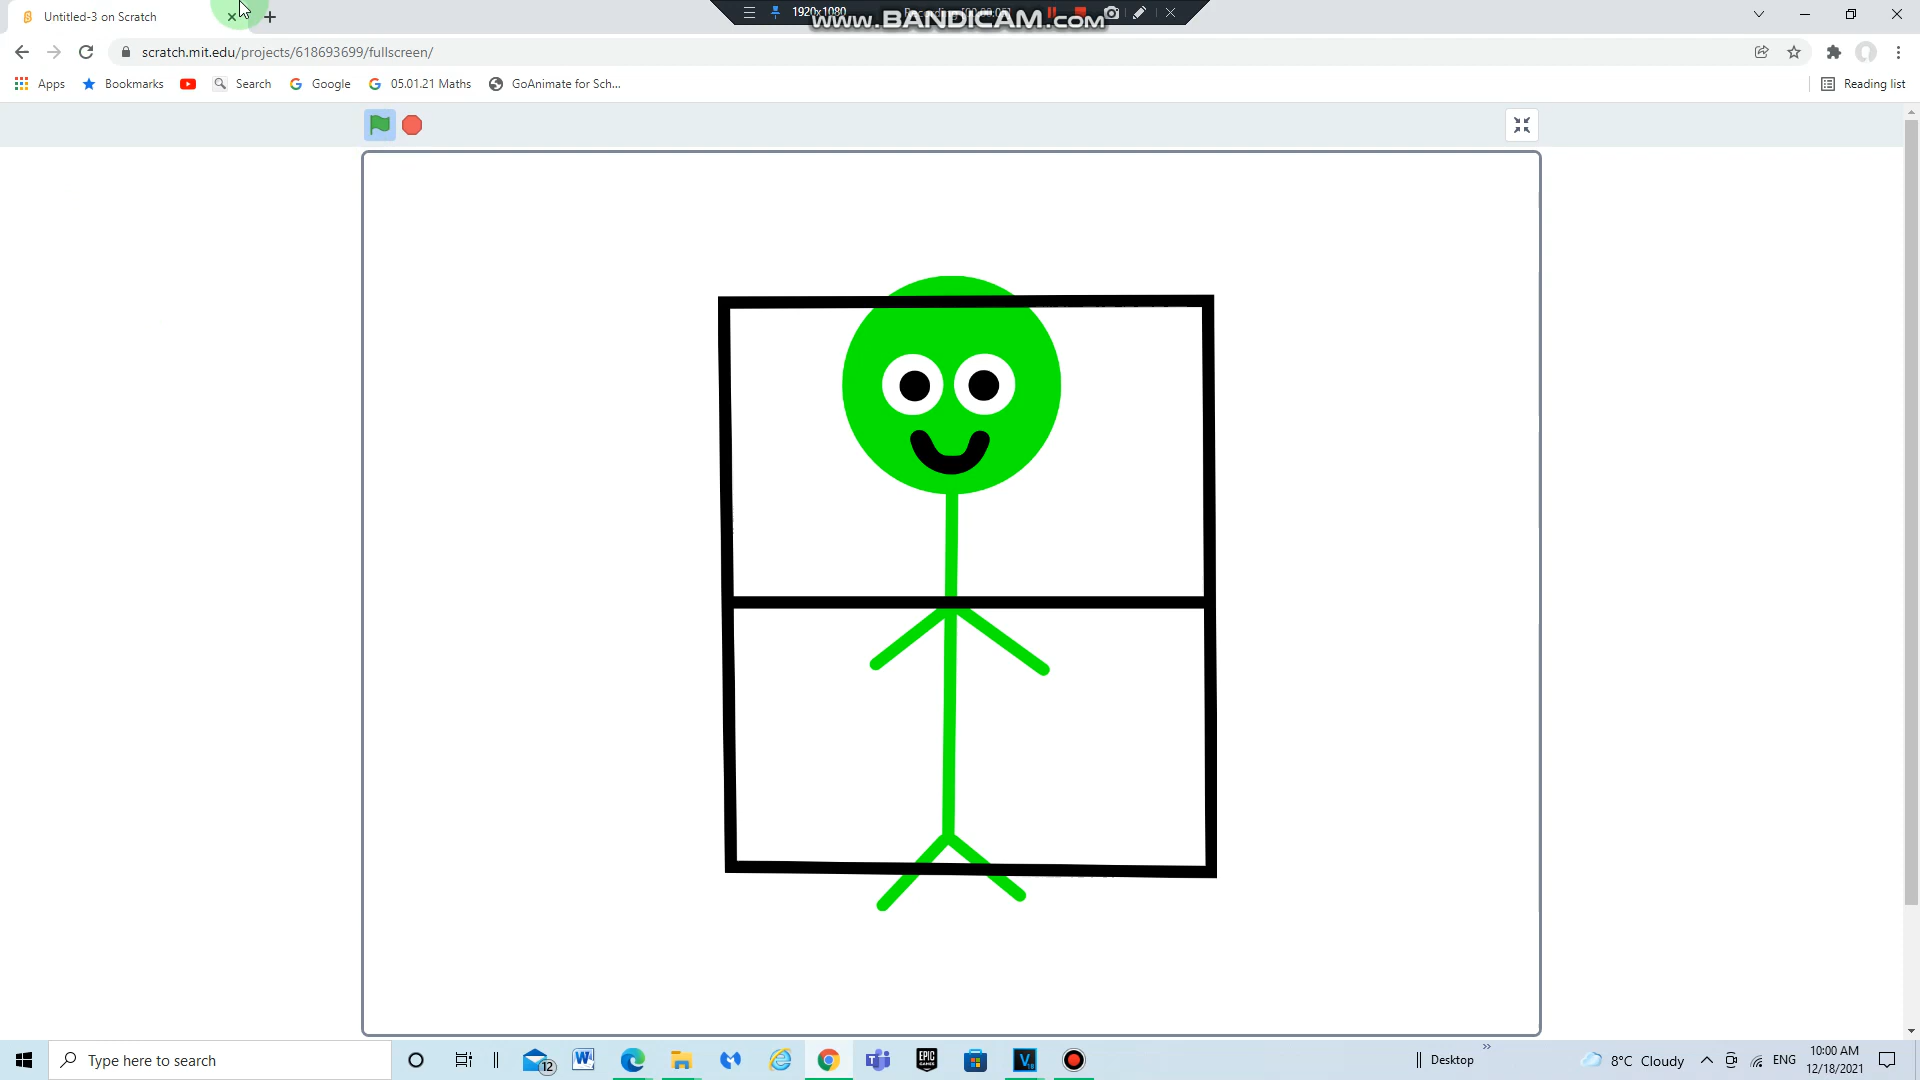 Untitled-3 on Scratch
1920x1080
www.BANDICAM.com
scratch.mit.edu/projects/618693699/fullscreen/
Apps Bookmarks Search Google 05.01.21 Maths GoAnimate for Sch... Reading list
Type here to search
12
W
EPIC GAMES
V
Desktop
8°C Cloudy
ENG
10:00 AM
12/18/2021